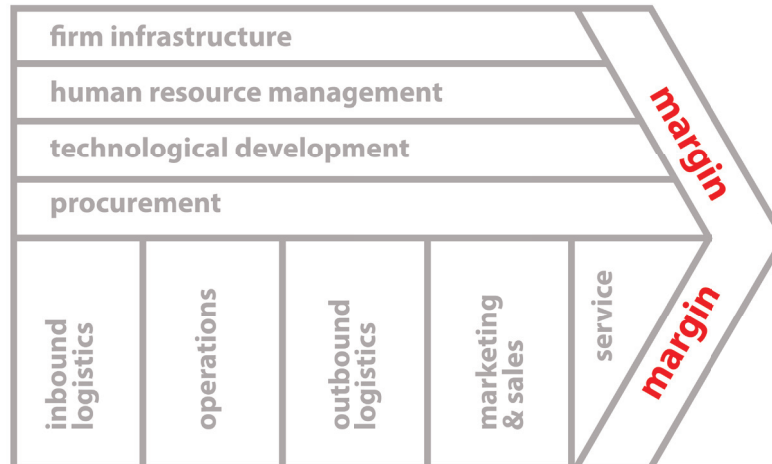 firm infrastructure
human resource management
technological development
procurement
margin
inbound
logistics
operations
outbound
logistics
marketing
& sales
service
margin